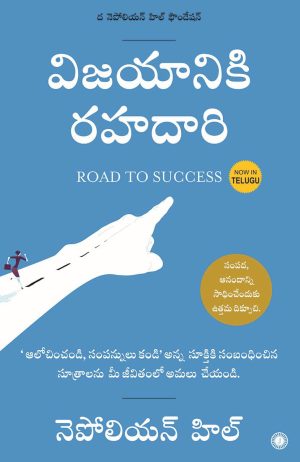 ద నెపోలియన్ హిల్ ఫౌండేషన్
విజయానికి
రహదారి
ROAD TO SUCCESS
NOW IN
TELUGU
సంపద,
ఆనందాన్ని
సాధించేందుకు
ఉత్తమ దిక్సూచి.
‘ఆలోచించండి, సంపన్నులు కండి’ అన్న సూక్తికి సంబంధించిన
సూత్రాలను మీ జీవితంలో అమలు చేయండి.
నెపోలియన్ హిల్